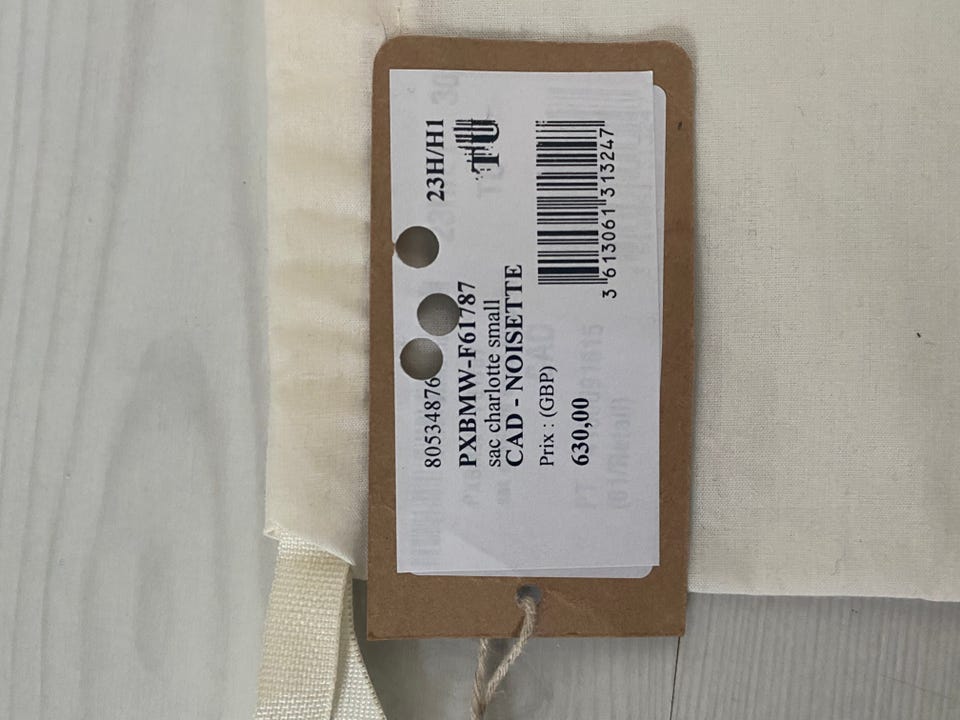 80534876
23H/H1
PXBMW-F61787
TU
sac charlotte small
CAD - NOISETTE
Prix : (GBP)
630,00
3 613061 313247